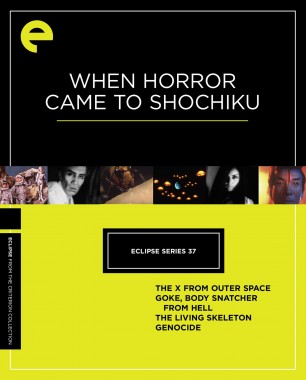 e
WHEN HORROR
CAME TO SHOCHIKU
ECLIPSE SERIES 37
ECLIPSE FROM THE CRITERION COLLECTION
THE X FROM OUTER SPACE
GOKE, BODY SNATCHER
FROM HELL
THE LIVING SKELETON
GENOCIDE